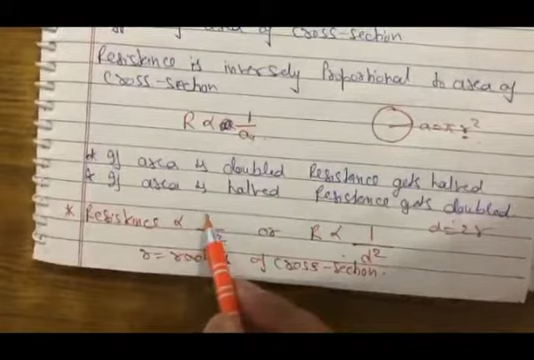 area of cross-section
Resistance is inversely Proportional to area of
cross-section
R ∝ 1/a
a=πr²
* If area is doubled Resistance gets halved
* If area is halved Resistance gets doubled
* Resistance ∝ or R ∝ 1/d² d=2r
r= of cross-section.